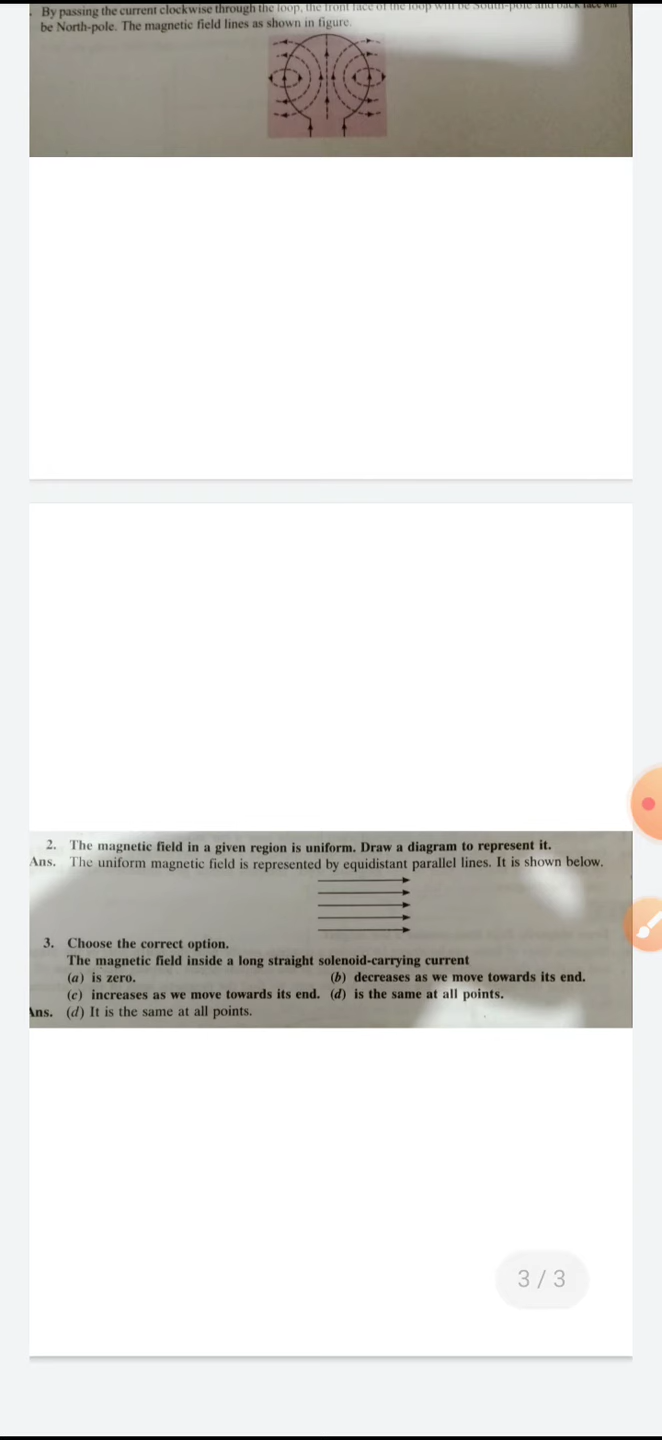 By passing the current clockwise through the loop, the front face of the loop will be South-pole and back face will
be North-pole. The magnetic field lines as shown in figure.
2. The magnetic field in a given region is uniform. Draw a diagram to represent it.
Ans. The uniform magnetic field is represented by equidistant parallel lines. It is shown below.
3. Choose the correct option.
The magnetic field inside a long straight solenoid-carrying current
(a) is zero. (b) decreases as we move towards its end.
(c) increases as we move towards its end. (d) is the same at all points.
Ans. (d) It is the same at all points.
3 / 3